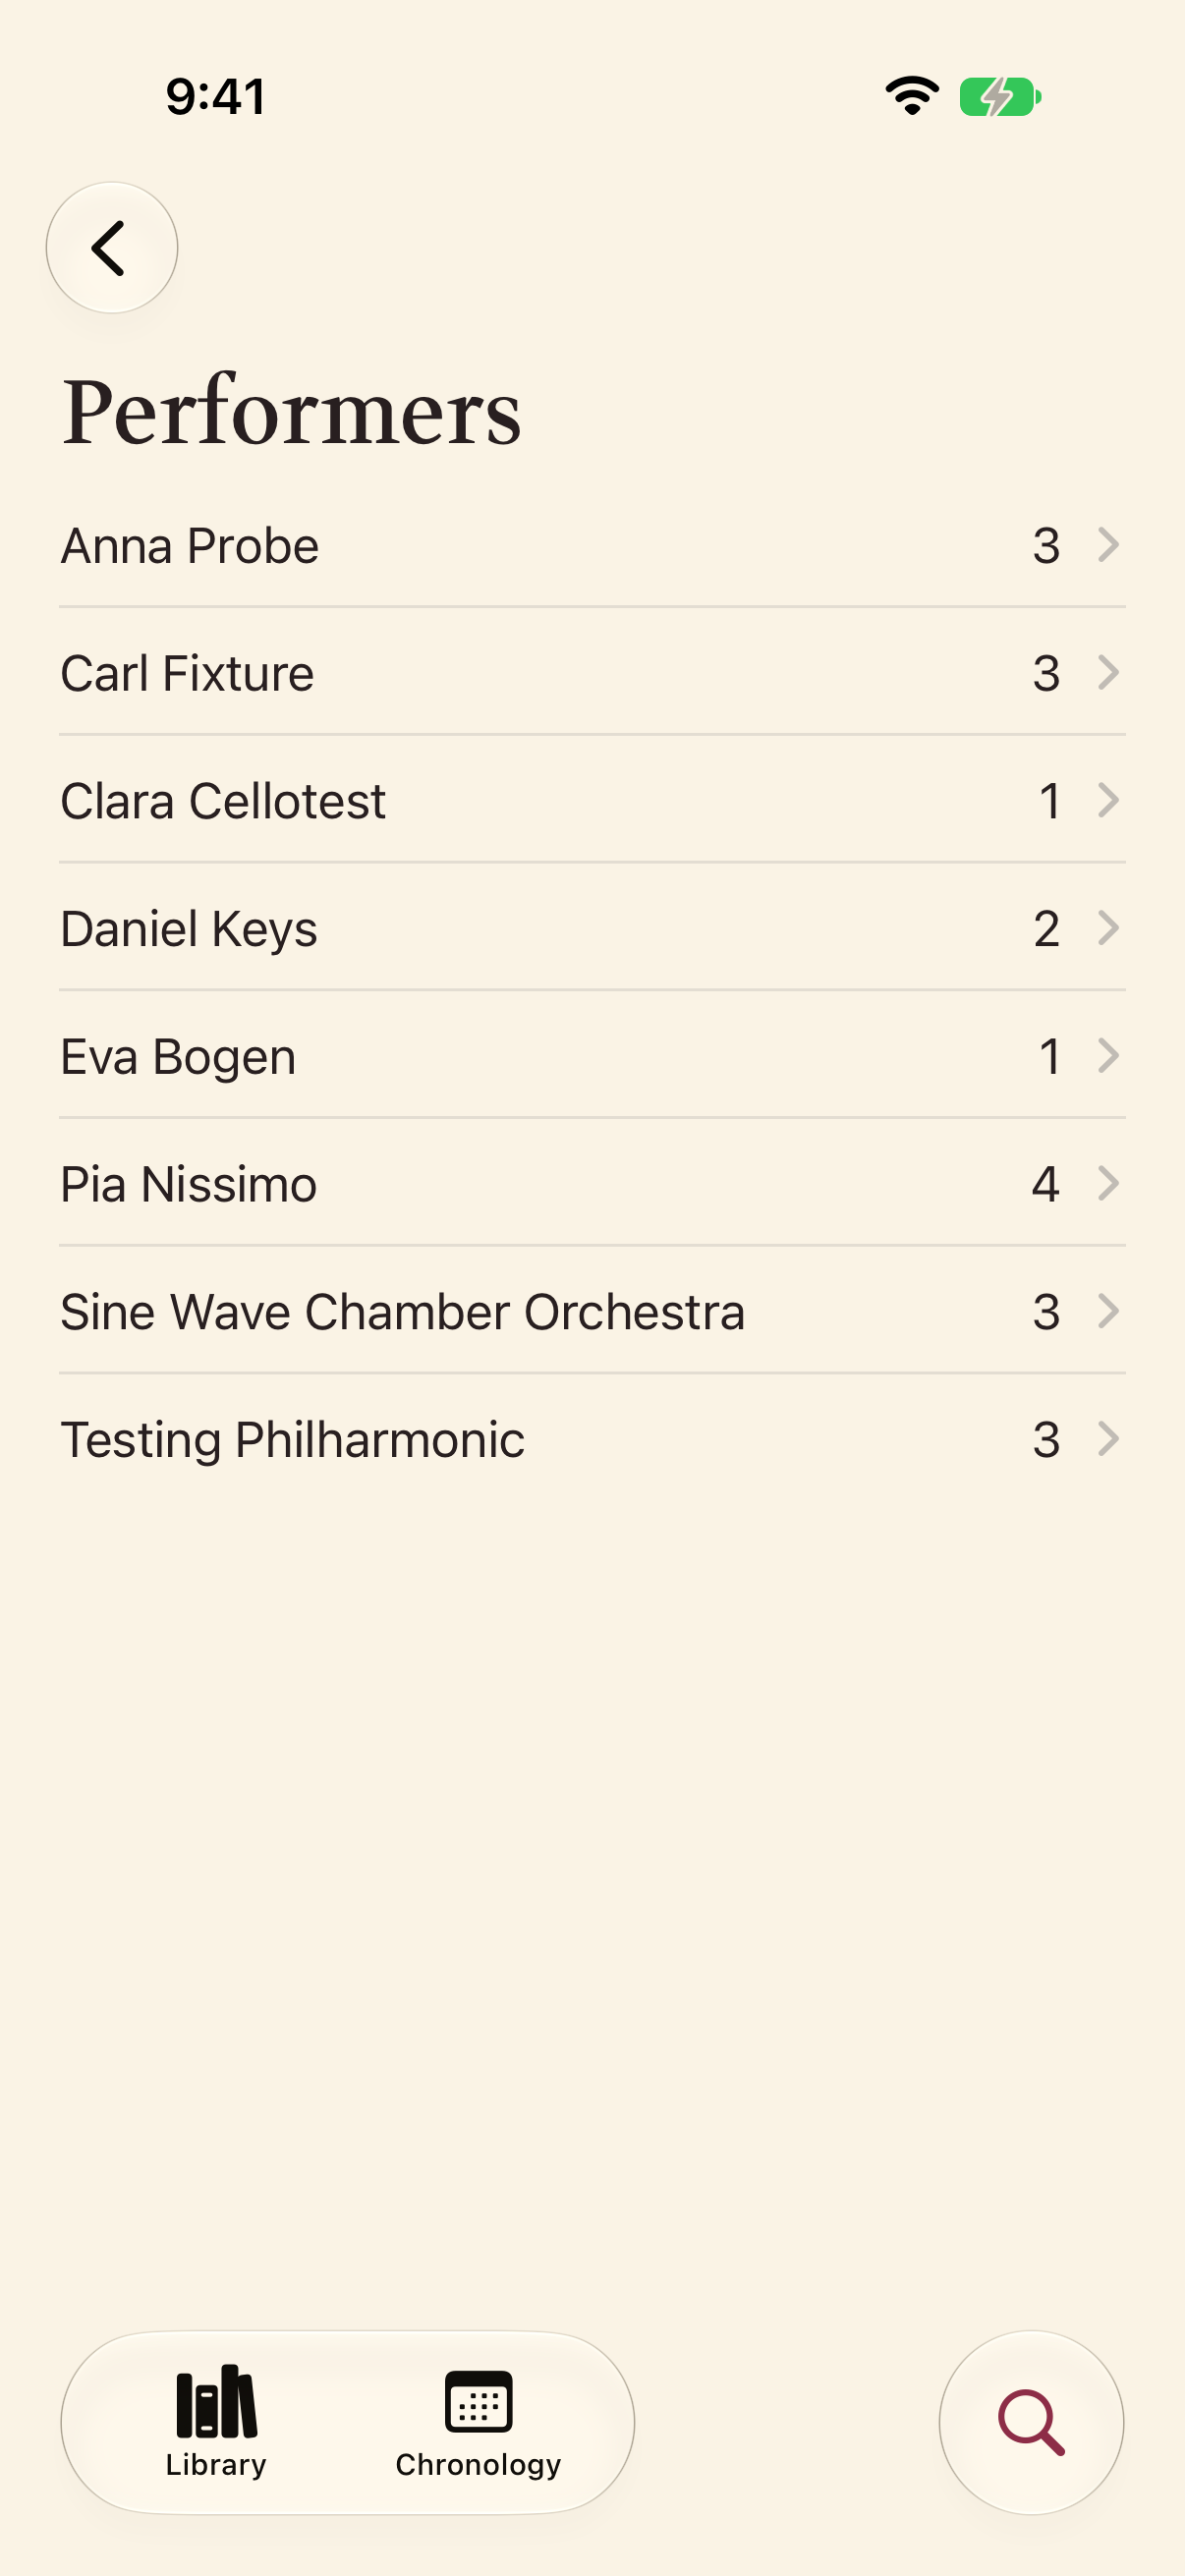 9:41
Performers
Anna Probe 3
Carl Fixture 3
Clara Cellotest 1
Daniel Keys 2
Eva Bogen 1
Pia Nissimo 4
Sine Wave Chamber Orchestra 3
Testing Philharmonic 3
Library Chronology